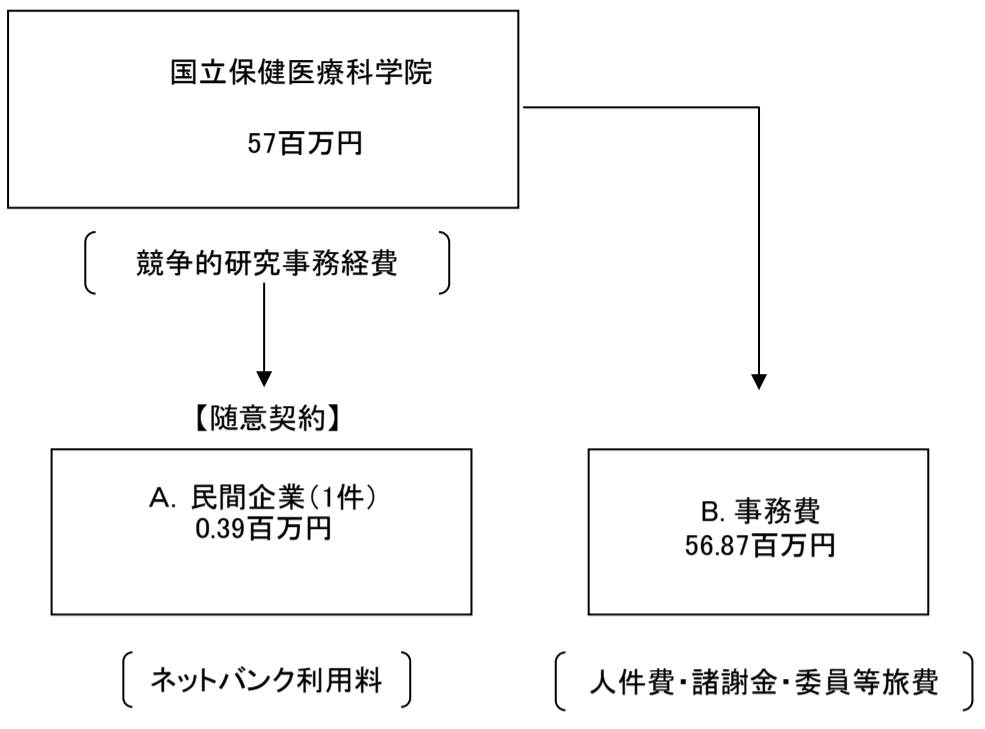 国立保健医療科学院
57百万円
競争的研究事務経費
【随意契約】
A. 民間企業(1件)
0.39百万円
B. 事務費
56.87百万円
ネットバンク利用料
人件費・諸謝金・委員等旅費